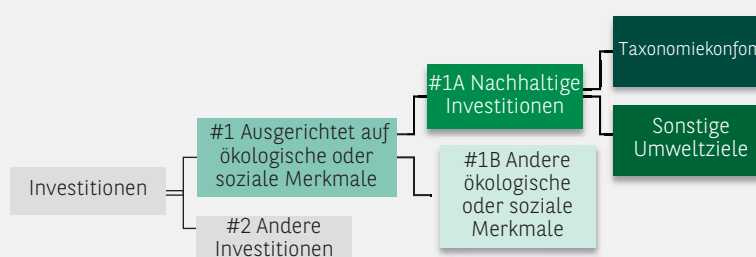 Investitionen
#1 Ausgerichtet auf
ökologische oder
soziale Merkmale
#2 Andere
Investitionen
#1A Nachhaltige
Investitionen
#1B Andere
ökologische
oder soziale
Merkmale
Taxonomiekonfom
Sonstige
Umweltziele